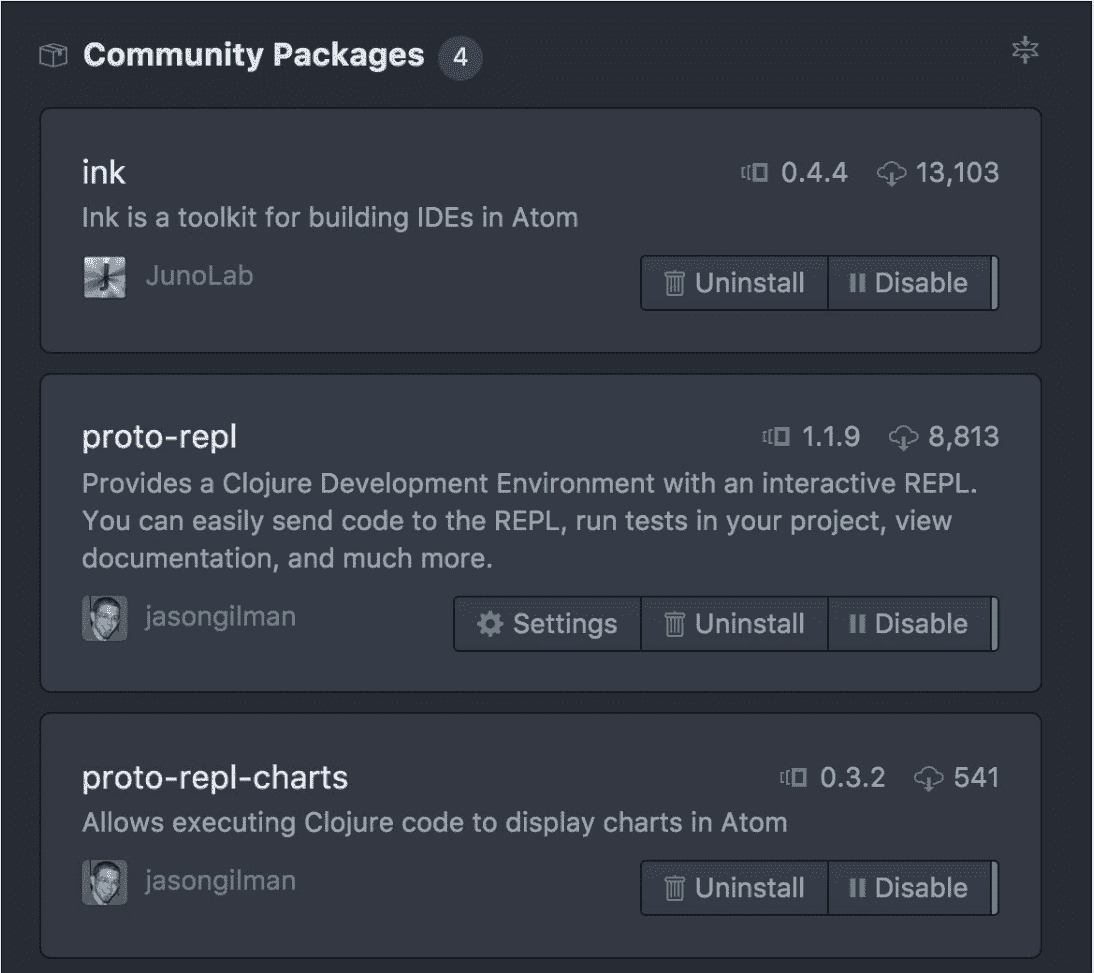 Community Packages 4
ink 0.4.4 13,103
Ink is a toolkit for building IDEs in Atom
JunoLab Uninstall Disable
proto-repl 1.1.9 8,813
Provides a Clojure Development Environment with an interactive REPL.
You can easily send code to the REPL, run tests in your project, view
documentation, and much more.
jasongilman Settings Uninstall Disable
proto-repl-charts 0.3.2 541
Allows executing Clojure code to display charts in Atom
jasongilman Uninstall Disable